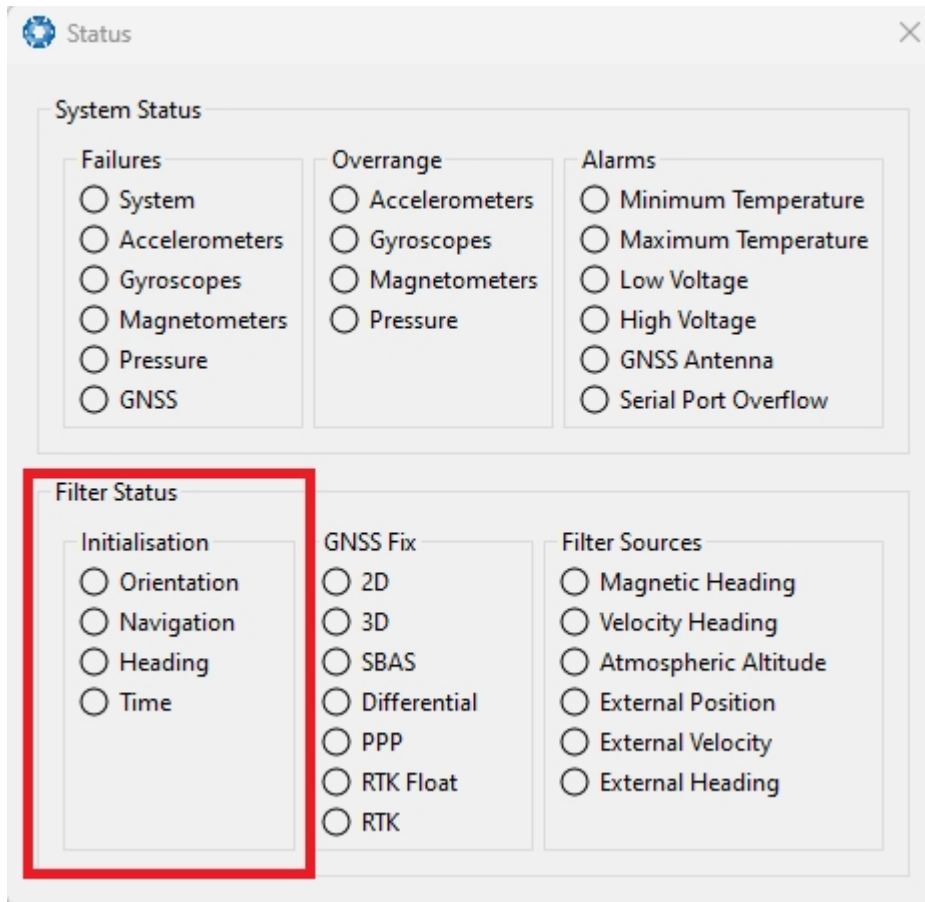 Status
System Status
Failures
System
Accelerometers
Gyroscopes
Magnetometers
Pressure
GNSS
Overrange
Accelerometers
Gyroscopes
Magnetometers
Pressure
Alarms
Minimum Temperature
Maximum Temperature
Low Voltage
High Voltage
GNSS Antenna
Serial Port Overflow
Filter Status
Initialisation
Orientation
Navigation
Heading
Time
GNSS Fix
2D
3D
SBAS
Differential
PPP
RTK Float
RTK
Filter Sources
Magnetic Heading
Velocity Heading
Atmospheric Altitude
External Position
External Velocity
External Heading